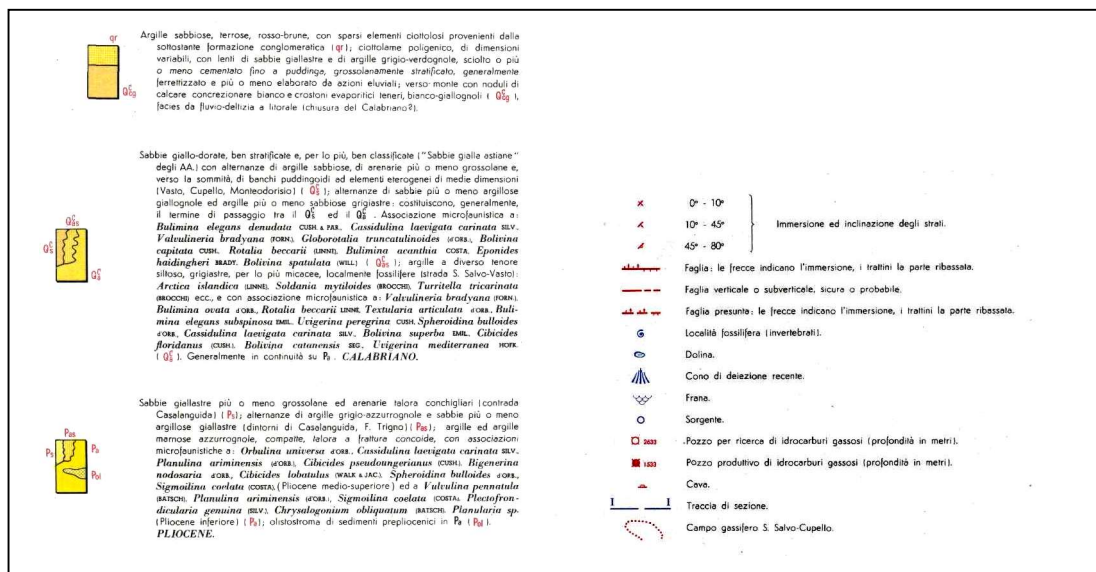 qr
Q^c_cg
Argille sabbiose, terrose, rosso-brune, con sparsi elementi ciottolosi provenienti dalla
sottostante formazione conglomeratica (qr); ciottolame poligenico, di dimensioni
variabili, con lenti di sabbie giallastre e di argille grigio-verdognole, sciolto o più
o meno cementato fino a puddinga, grossolanamente stratificato, generalmente
ferrettizzato e più o meno elaborato da azioni eluviali; verso monte con noduli di
calcare concrezionare bianco e crostoni evaporitici teneri, bianco-giallognoli (Q^c_cg),
facies da fluvio-deltizia a litorale (chiusura del Calabriano?).
Q^c_as
Q^c_s
Q^c_a
Sabbie giallo-dorate, ben stratificate e, per lo più, ben classificate ("Sabbie gialle astiane"
degli AA.) con alternanze di argille sabbiose, di arenarie più o meno grossolane e,
verso la sommità, di banchi puddingoidi ad elementi eterogenei di medie dimensioni
(Vasto, Cupello, Monteodorisio) (Q^c_s); alternanze di sabbie più o meno argillose
giallognole ed argille più o meno sabbiose grigiastre: costituiscono, generalmente,
il termine di passaggio tra il Q^c_s ed il Q^c_a. Associazione microfaunistica a:
Bulimina elegans denudata CUSH. & PAR., Cassidulina laevigata carinata SILV.,
Valvulineria bradyana (FORN.), Globorotalia truncatulinoides (d'ORB.), Bolivina
capitata CUSH., Rotalia beccarii (LINNE), Bulimina acanthia COSTA, Eponides
haidingheri BRADY, Bolivina spatulata (WILL) (Q^c_as); argille a diverso tenore
siltoso, grigiastre, per lo più micacee, localmente fossilifere (strada S. Salvo-Vasto):
Arctica islandica (LINNE), Soldania mytiloides (BROCCHI), Turritella tricarinata
(BROCCHI) ecc., e con associazione microfaunistica a: Valvulineria bradyana (FORN.),
Bulimina ovata d'ORB., Rotalia beccarii LINNE, Textularia articulata d'ORB., Buli-
mina elegans subspinosa EMIL., Uvigerina peregrina CUSH., Spheroidina bulloides
d'ORB., Cassidulina laevigata carinata SILV., Bolivina superba EMIL., Cibicides
floridanus (CUSH.), Bolivina catanensis SEG., Uvigerina mediterranea HOFK.
(Q^c_a). Generalmente in continuità su Pa. CALABRIANO.
Pas
Ps
Pa
Pol
Sabbie giallastre più o meno grossolane ed arenarie talora conchigliari (contrada
Casalanguida) (Ps); alternanze di argille grigio-azzurrognole e sabbie più o meno
argillose giallastre (dintorni di Casalanguida, F. Trigno) (Pas); argille ed argille
marnose azzurrognole, compatte, talora a frattura concoide, con associazioni
microfaunistiche a: Orbulina universa d'ORB., Cassidulina laevigata carinata SILV.,
Planulina ariminensis (d'ORB.), Cibicides pseudoungerianus (CUSH.), Bigenerina
nodosaria d'ORB., Cibicides lobatulus (WALK & JAC.), Spheroidina bulloides d'ORB.,
Sigmoilina coelata (COSTA), (Pliocene medio-superiore) ed a Valvulina pennatula
(BATSCH), Planulina ariminensis (d'ORB.), Sigmoilina coelata (COSTA), Plectofron-
dicularia genuina (SILV.), Chrysalogonium obliquatum (BATSCH), Planularia sp.
(Pliocene inferiore) (Pa); olistostroma di sedimenti prepliocenici in Pa (Pol).
PLIOCENE.
0° - 10°
10° - 45°
45° - 80°
Immersione ed inclinazione degli strati.
Faglia: le frecce indicano l'immersione, i trattini la parte ribassata.
Faglia verticale o subverticale, sicura o probabile.
Faglia presunta: le frecce indicano l'immersione, i trattini la parte ribassata.
Località fossilifera (invertebrati).
Dolina.
Cono di deiezione recente.
Frana.
Sorgente.
2633 Pozzo per ricerca di idrocarburi gassosi (profondità in metri).
1533 Pozzo produttivo di idrocarburi gassosi (profondità in metri).
Cava.
I I Traccia di sezione.
Campo gassifero S. Salvo-Cupello.